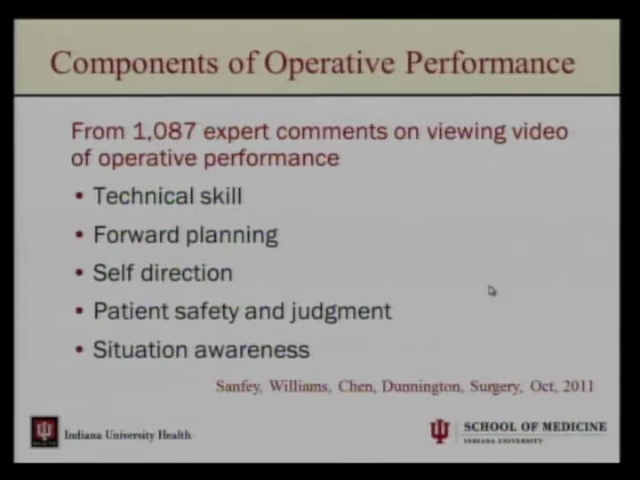 Components of Operative Performance
From 1,087 expert comments on viewing video
of operative performance
• Technical skill
• Forward planning
• Self direction
• Patient safety and judgment
• Situation awareness
Sanfey, Williams, Chen, Dunnington, Surgery, Oct, 2011
Indiana University Health
SCHOOL OF MEDICINE
INDIANA UNIVERSITY